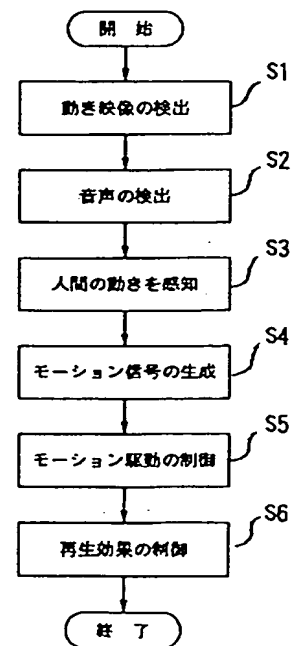 開 始
S1
動き映像の検出
S2
音声の検出
S3
人間の動きを感知
S4
モーション信号の生成
S5
モーション駆動の制御
S6
再生効果の制御
終 了